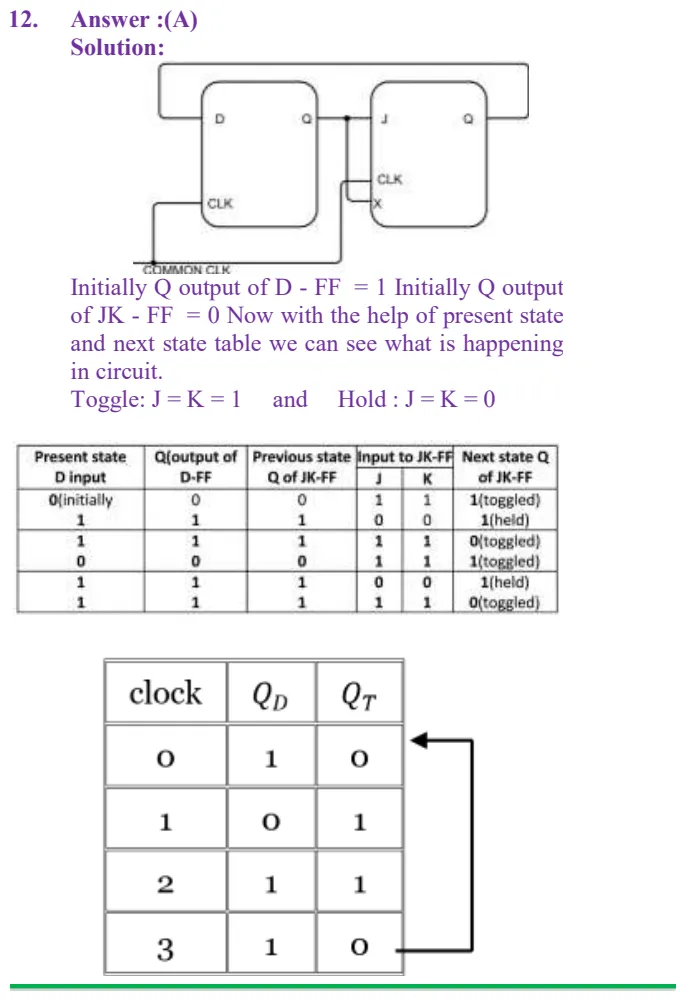 12. Answer :(A)
Solution:
D Q J Q
CLK
CLK X
COMMON CLK
Initially Q output of D - FF = 1 Initially Q output
of JK - FF = 0 Now with the help of present state
and next state table we can see what is happening
in circuit.
Toggle: J = K = 1 and Hold : J = K = 0
Present state Q(output of Previous state Input to JK-FF Next state Q
D input D-FF Q of JK-FF J K of JK-FF
0(initially 0 0 1 1 1(toggled)
1 1 1 0 0 1(held)
1 1 1 1 1 0(toggled)
0 0 0 1 1 1(toggled)
1 1 1 0 0 1(held)
1 1 1 1 1 0(toggled)
clock Q_D Q_T
0 1 0
1 0 1
2 1 1
3 1 0